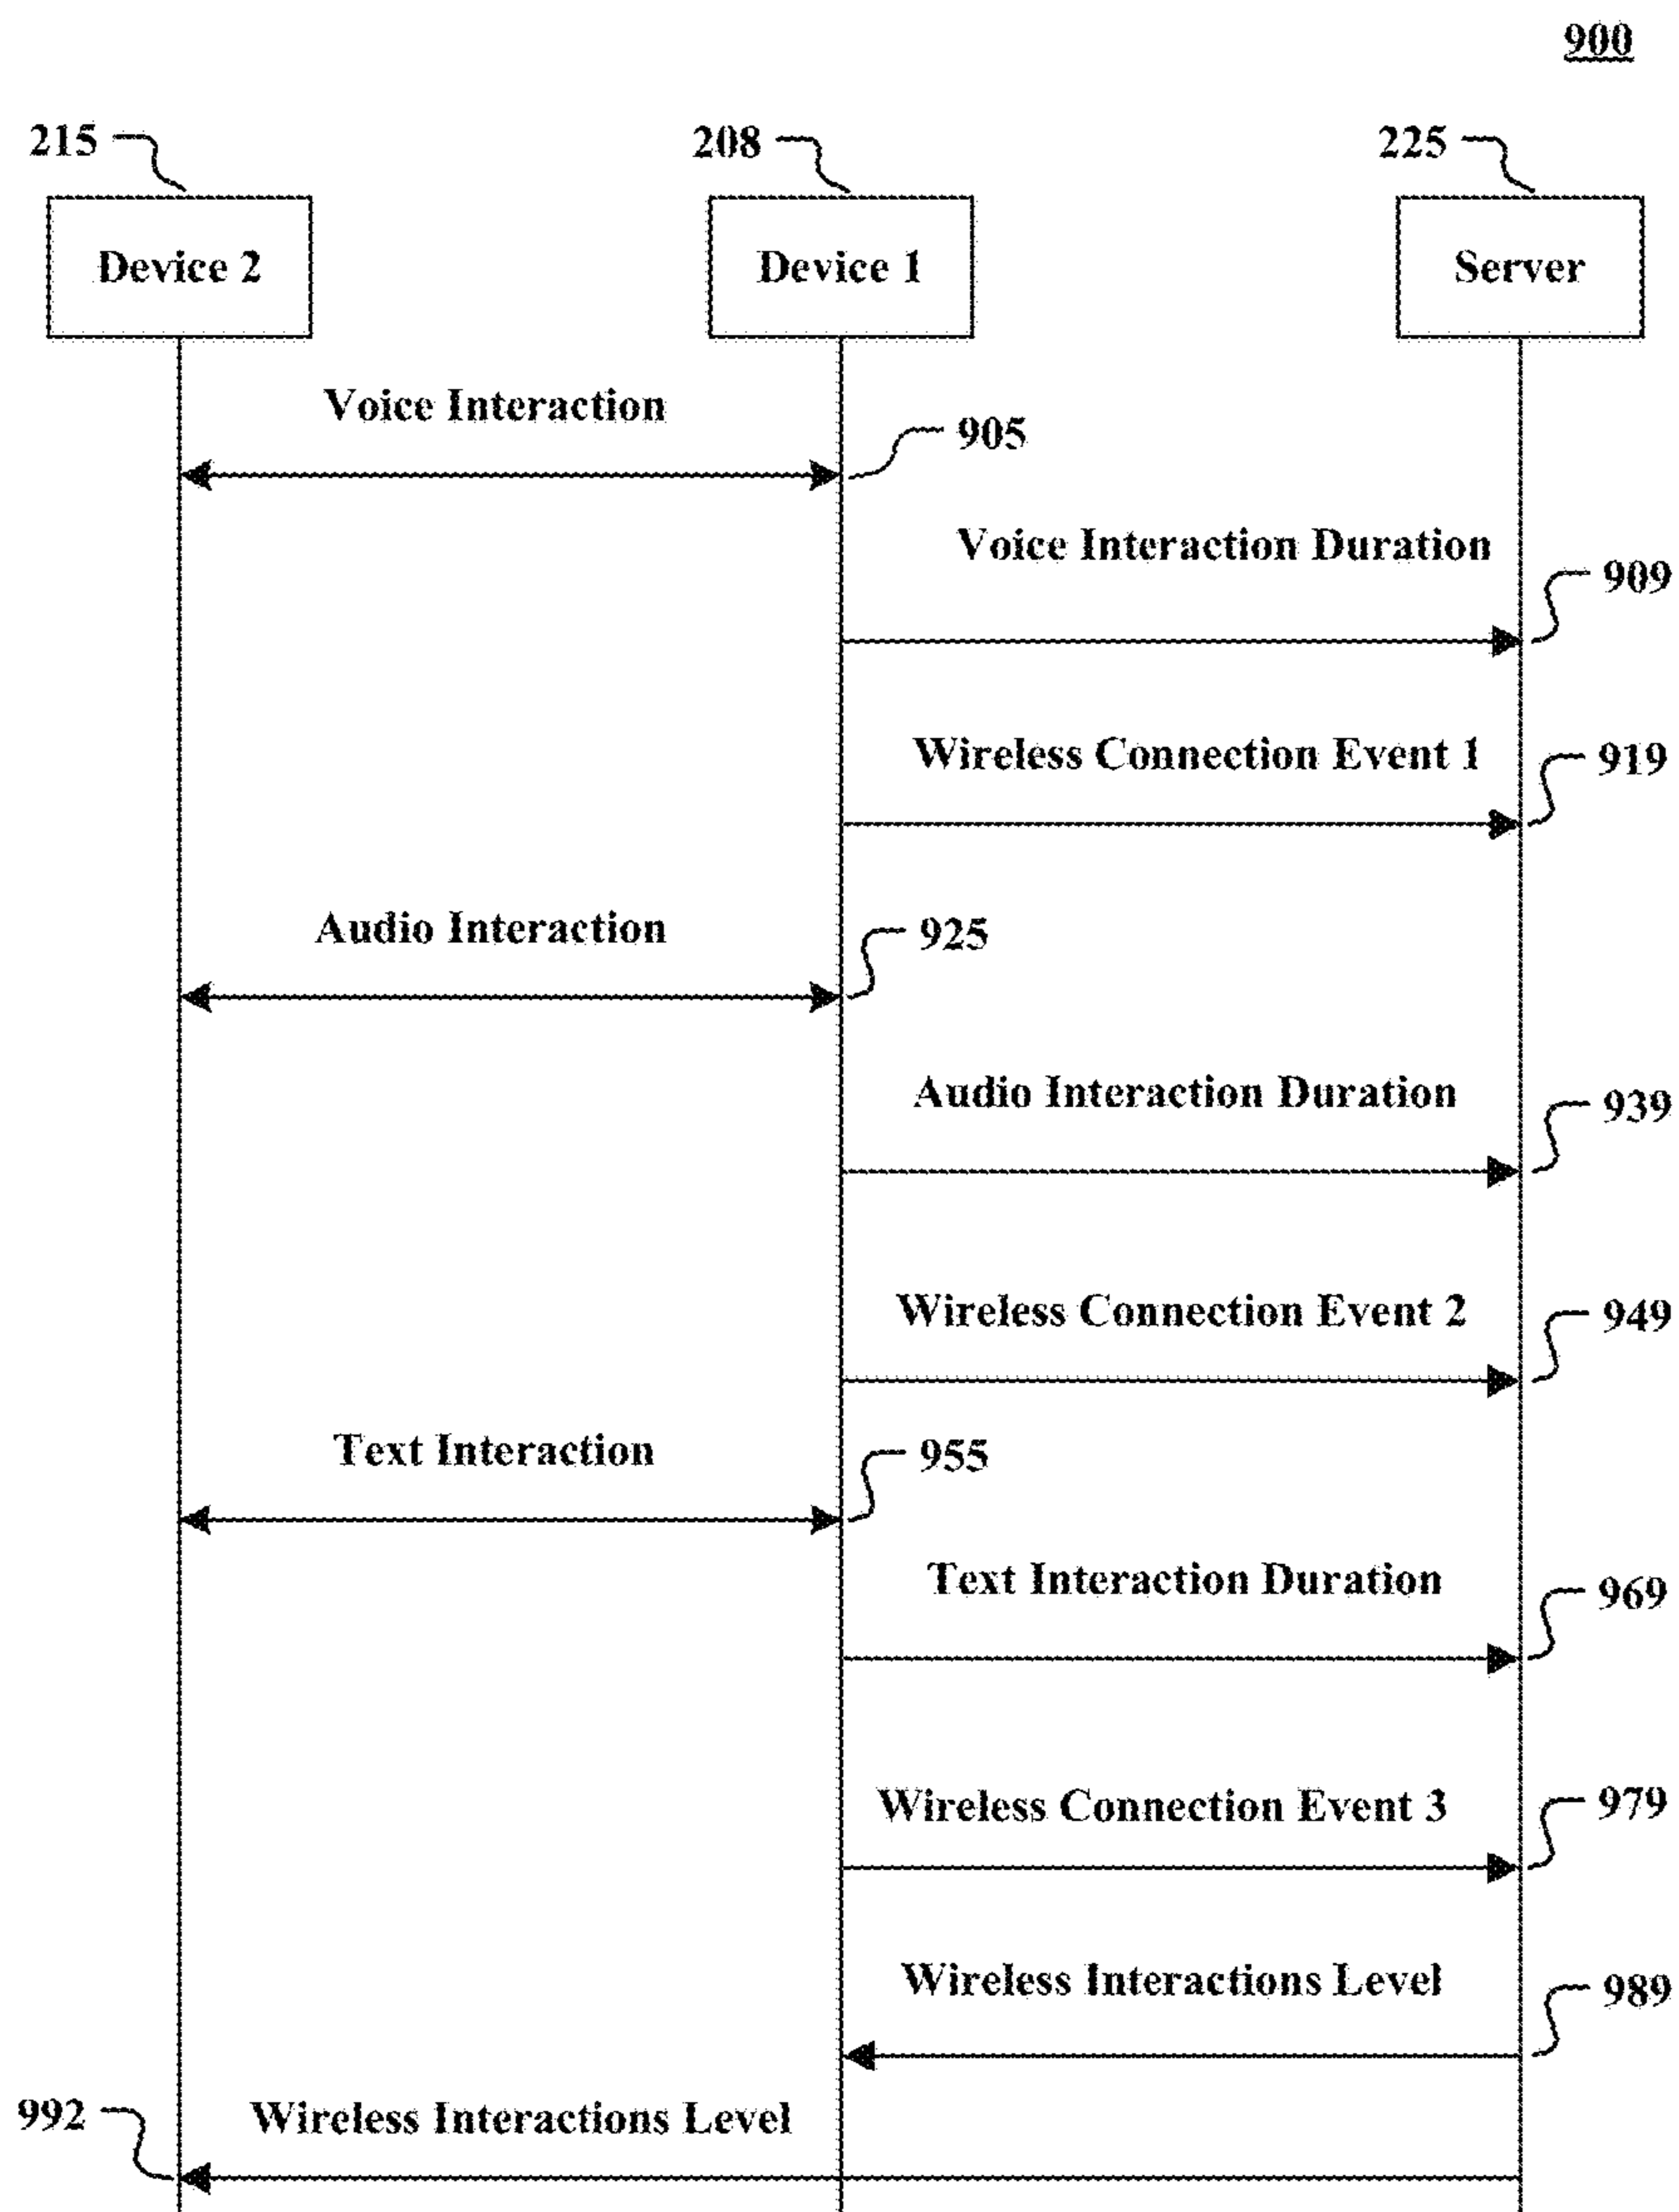 900
215
208
225
Device 2
Device 1
Server
Voice Interaction
905
Voice Interaction Duration
909
Wireless Connection Event 1
919
Audio Interaction
925
Audio Interaction Duration
939
Wireless Connection Event 2
949
Text Interaction
955
Text Interaction Duration
969
Wireless Connection Event 3
979
Wireless Interactions Level
989
992
Wireless Interactions Level